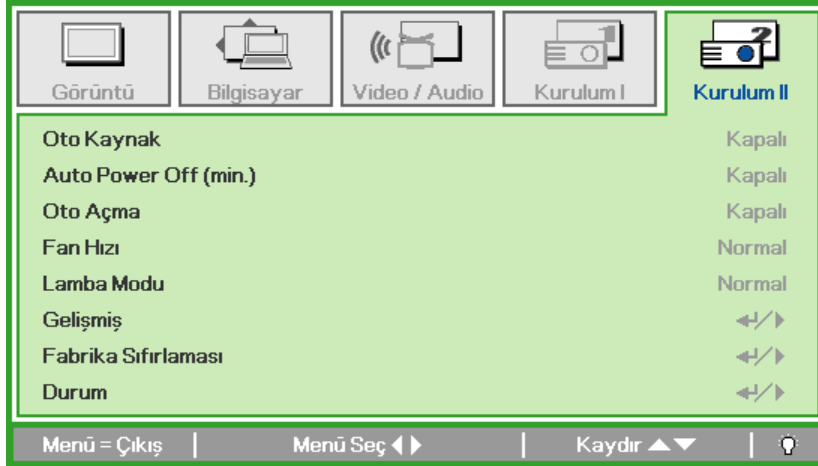 Görüntü Bilgisayar Video / Audio Kurulum I Kurulum II
Oto Kaynak Kapalı
Auto Power Off (min.) Kapalı
Oto Açma Kapalı
Fan Hızı Normal
Lamba Modu Normal
Gelişmiş
Fabrika Sıfırlaması
Durum
Menü = Çıkış Menü Seç Kaydır